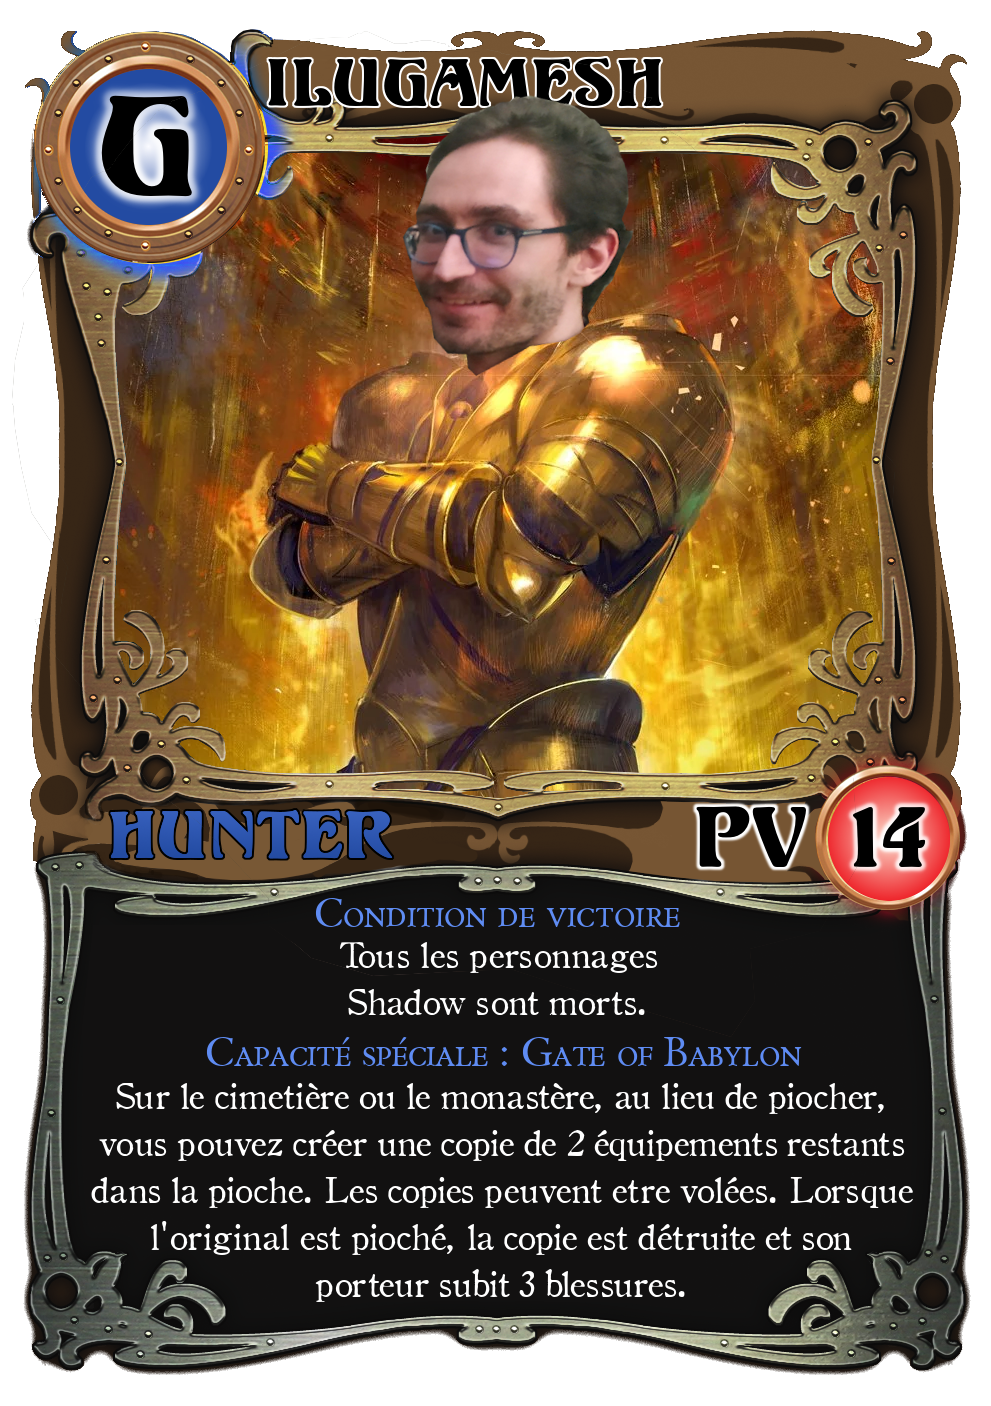 G ILUGAMESH
HUNTER
PV 14
Condition de victoire
Tous les personnages
Shadow sont morts.
Capacité spéciale : Gate of Babylon
Sur le cimetière ou le monastère, au lieu de piocher,
vous pouvez créer une copie de 2 équipements restants
dans la pioche. Les copies peuvent etre volées. Lorsque
l'original est pioché, la copie est détruite et son
porteur subit 3 blessures.